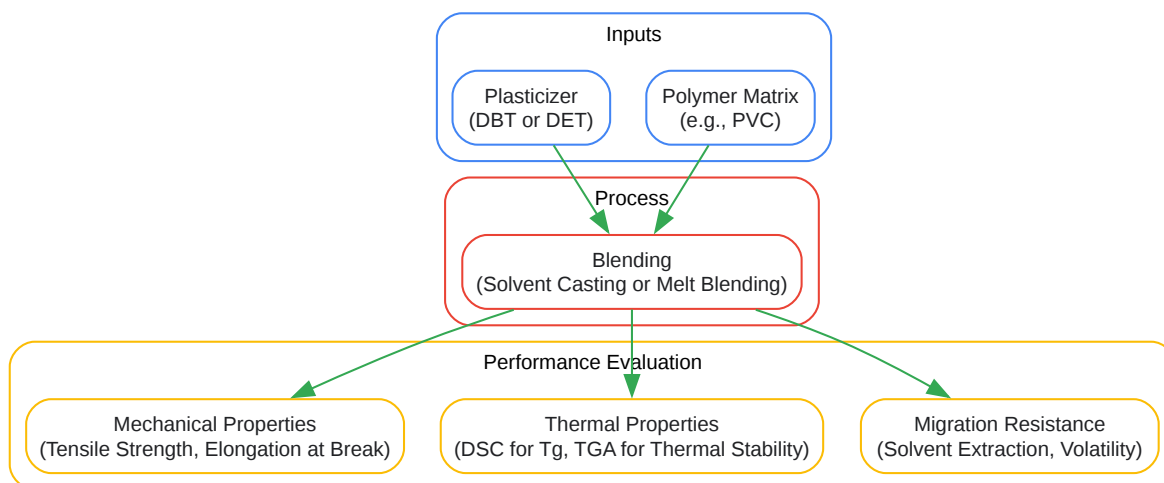 Inputs
Plasticizer
(DBT or DET)
Polymer Matrix
(e.g., PVC)
Process
Blending
(Solvent Casting or Melt Blending)
Performance Evaluation
Mechanical Properties
(Tensile Strength, Elongation at Break)
Thermal Properties
(DSC for Tg, TGA for Thermal Stability)
Migration Resistance
(Solvent Extraction, Volatility)